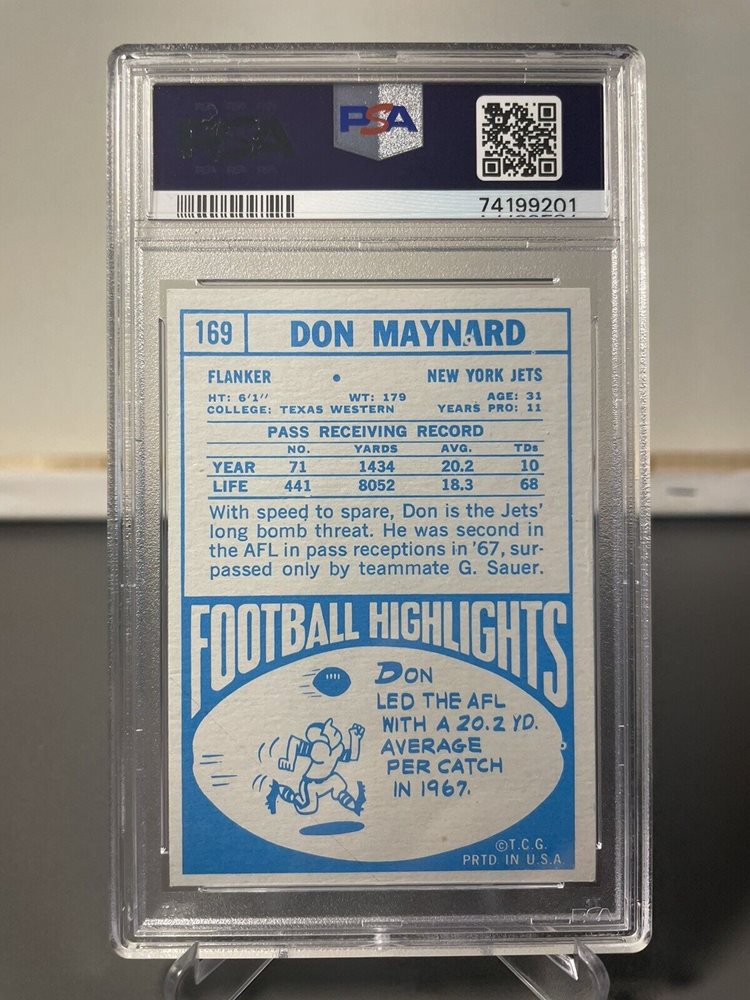 PSA
74199201
169 DON MAYNARD
FLANKER • NEW YORK JETS
HT: 6'1" WT: 179 AGE: 31
COLLEGE: TEXAS WESTERN YEARS PRO: 11
PASS RECEIVING RECORD
NO. YARDS AVG. TDs
YEAR 71 1434 20.2 10
LIFE 441 8052 18.3 68
With speed to spare, Don is the Jets'
long bomb threat. He was second in
the AFL in pass receptions in '67, sur-
passed only by teammate G. Sauer.
FOOTBALL HIGHLIGHTS
DON
LED THE AFL
WITH A 20.2 YD.
AVERAGE
PER CATCH
IN 1967.
©T.C.G.
PRTD. IN U.S.A.
PSA